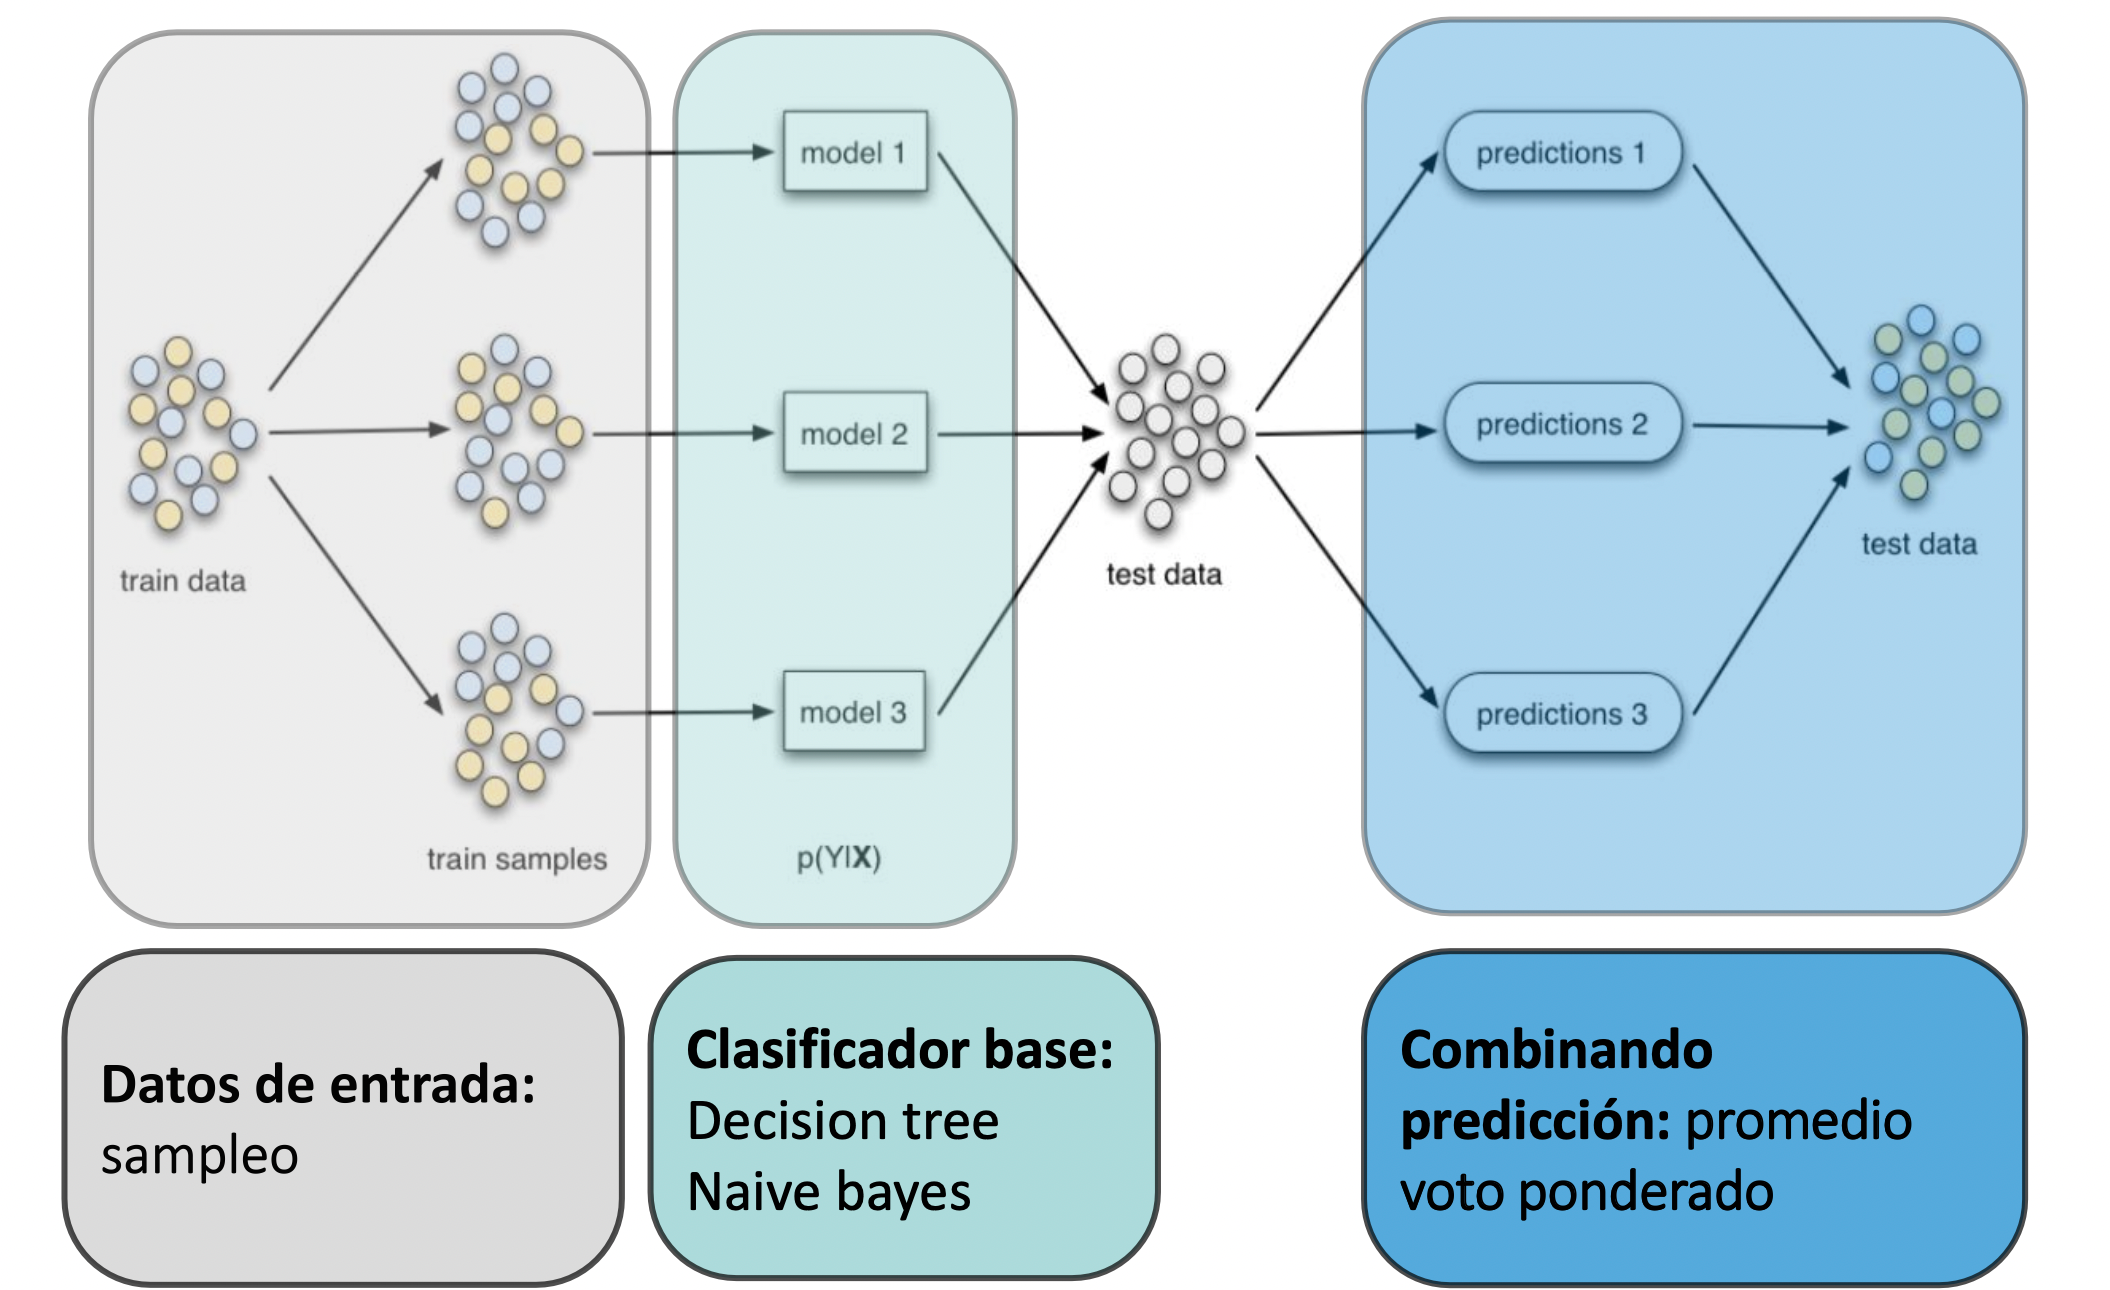 train data
train samples
model 1
model 2
model 3
p(Y|X)
test data
predictions 1
predictions 2
predictions 3
test data
Datos de entrada:
sampleo
Clasificador base:
Decision tree
Naive bayes
Combinando
predicción: promedio
voto ponderado